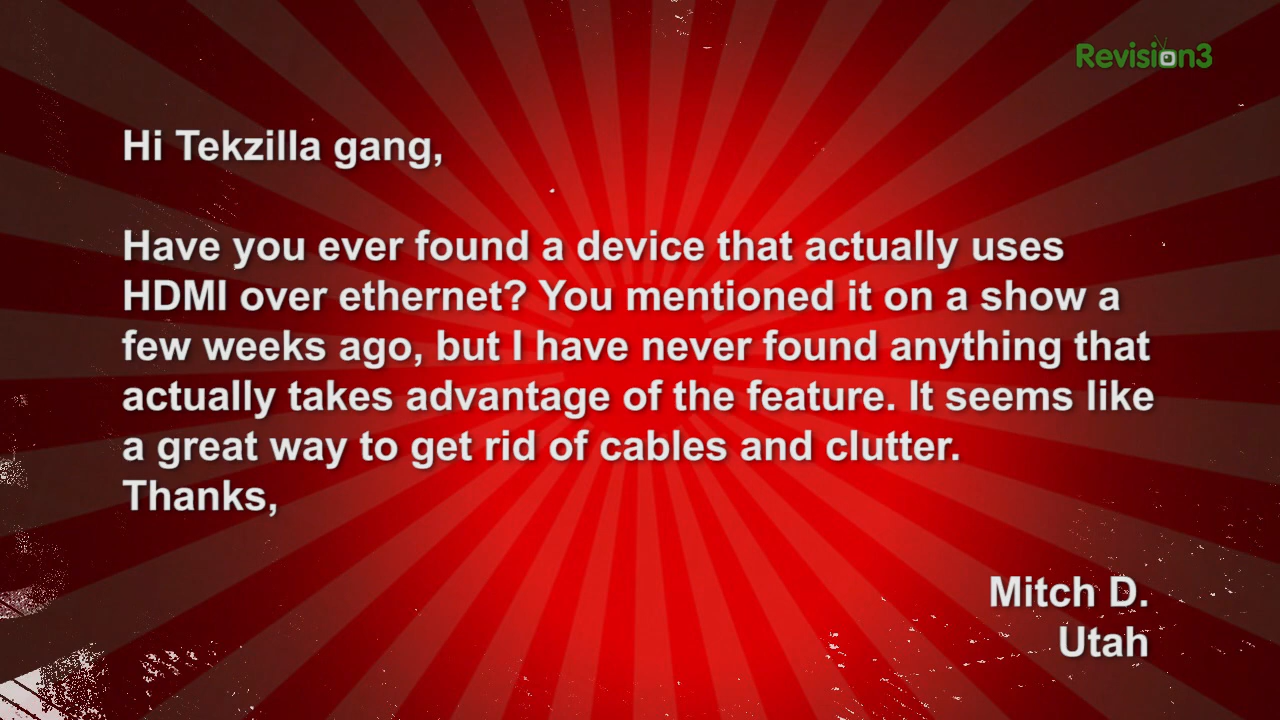 Revision3
Hi Tekzilla gang,
Have you ever found a device that actually uses
HDMI over ethernet? You mentioned it on a show a
few weeks ago, but I have never found anything that
actually takes advantage of the feature. It seems like
a great way to get rid of cables and clutter.
Thanks,
Mitch D.
Utah